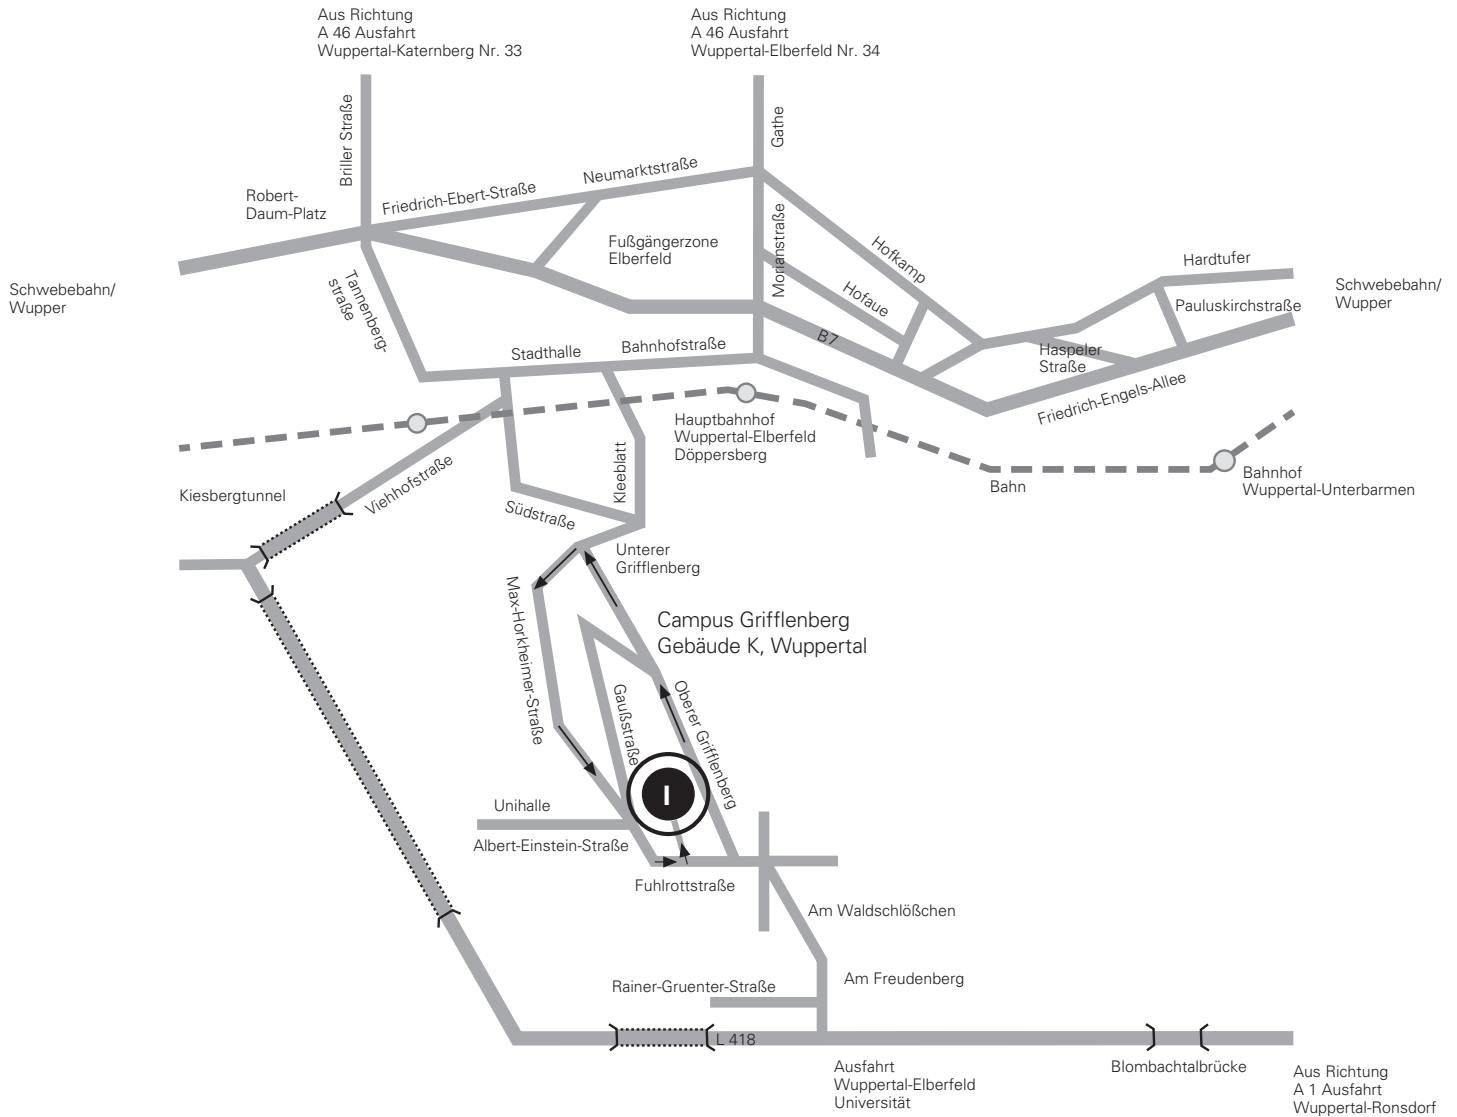 Aus Richtung
A 46 Ausfahrt
Wuppertal-Katernberg Nr. 33
Aus Richtung
A 46 Ausfahrt
Wuppertal-Elberfeld Nr. 34
Briller Straße
Gathe
Neumarktstraße
Friedrich-Ebert-Straße
Robert-
Daum-Platz
Morianstraße
Fußgängerzone
Elberfeld
Hofkamp
Hofaue
Hardtufer
Pauluskirchstraße
Schwebebahn/
Wupper
Schwebebahn/
Wupper
Tannenberg-
straße
B7
Stadthalle
Bahnhofstraße
Haspeler
Straße
Friedrich-Engels-Allee
Hauptbahnhof
Wuppertal-Elberfeld
Döppersberg
Bahn
Bahnhof
Wuppertal-Unterbarmen
Kiesbergtunnel
Viehhofstraße
Kleeblatt
Südstraße
Unterer
Grifflenberg
Max-Horkheimer-Straße
Campus Grifflenberg
Gebäude K, Wuppertal
Gaußstraße
Oberer Grifflenberg
I
Unihalle
Albert-Einstein-Straße
Fuhlrottstraße
Am Waldschlößchen
Am Freudenberg
Rainer-Gruenter-Straße
L 418
Ausfahrt
Wuppertal-Elberfeld
Universität
Blombachtalbrücke
Aus Richtung
A 1 Ausfahrt
Wuppertal-Ronsdorf